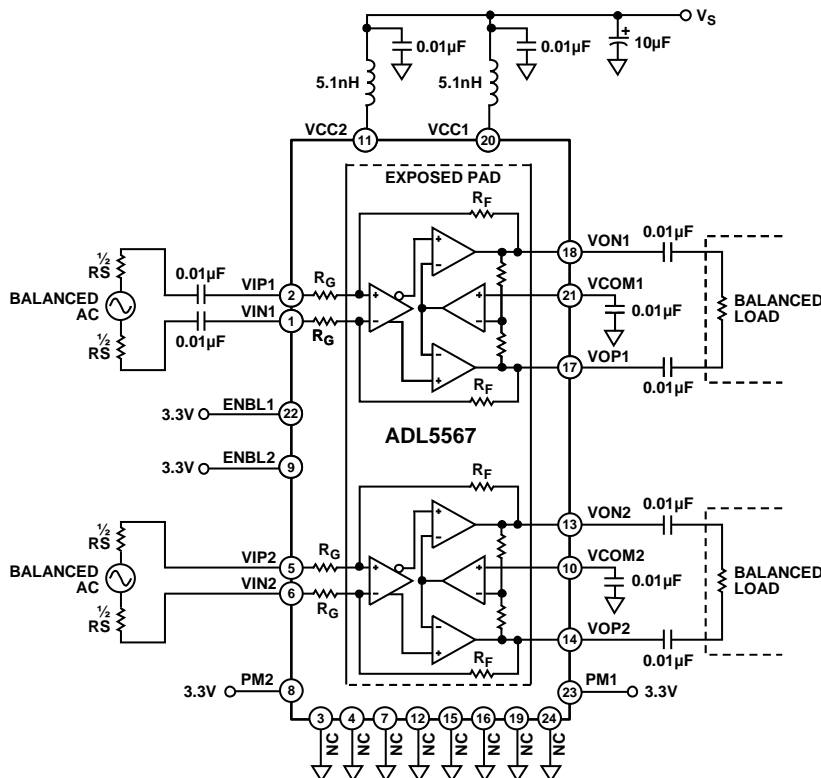 VS
0.01µF
0.01µF
10µF
+
5.1nH
5.1nH
VCC2
VCC1
11
20
EXPOSED PAD
RF
½
RS
0.01µF
VIP1
2
RG
+
−
+
−
18
VON1
0.01µF
BALANCED
AC
VCOM1
21
+
−
0.01µF
BALANCED
LOAD
½
RS
0.01µF
VIN1
1
RG
−
+
17
VOP1
0.01µF
RF
3.3V
ENBL1
22
ADL5567
3.3V
ENBL2
9
RF
½
RS
VIP2
5
RG
+
−
+
−
13
VON2
0.01µF
BALANCED
AC
VCOM2
10
+
−
0.01µF
BALANCED
LOAD
½
RS
VIN2
6
RG
−
+
14
VOP2
0.01µF
RF
3.3V
PM2
8
23
PM1
3.3V
3
4
7
12
15
16
19
24
NC
NC
NC
NC
NC
NC
NC
NC